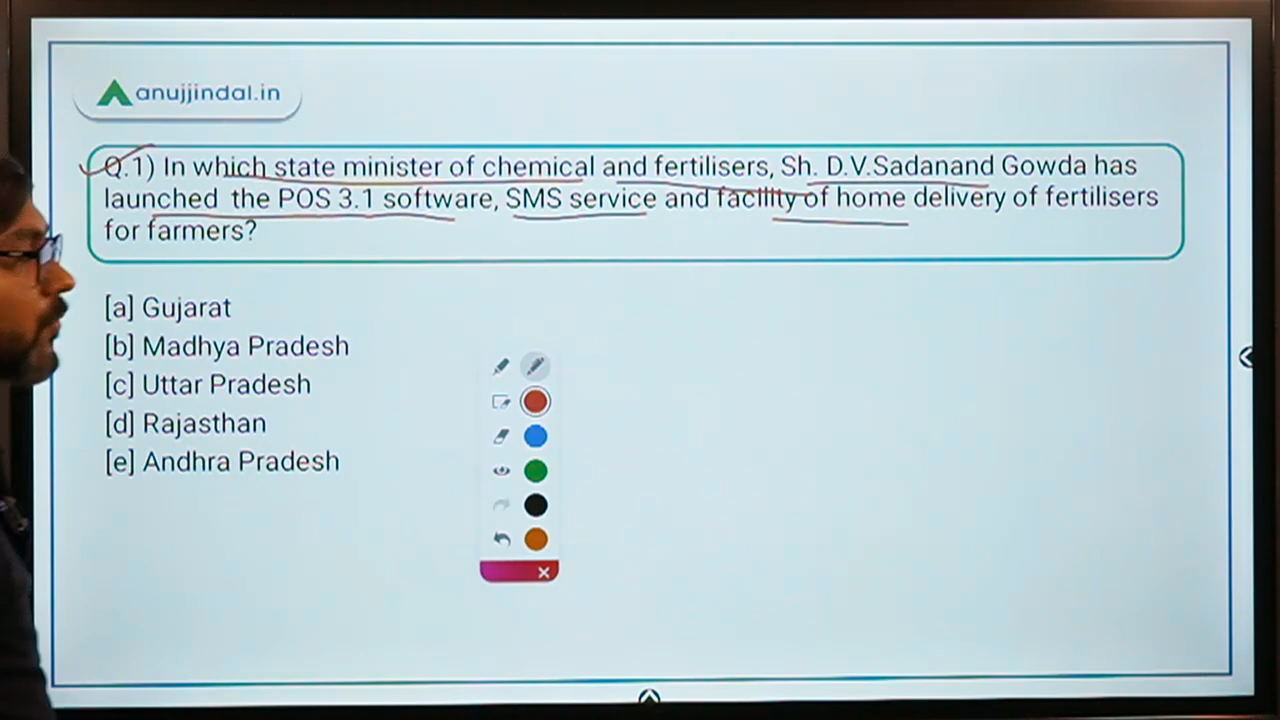 anujjindal.in
Q.1) In which state minister of chemical and fertilisers, Sh. D.V.Sadanand Gowda has
launched the POS 3.1 software, SMS service and facility of home delivery of fertilisers
for farmers?
[a] Gujarat
[b] Madhya Pradesh
[c] Uttar Pradesh
[d] Rajasthan
[e] Andhra Pradesh